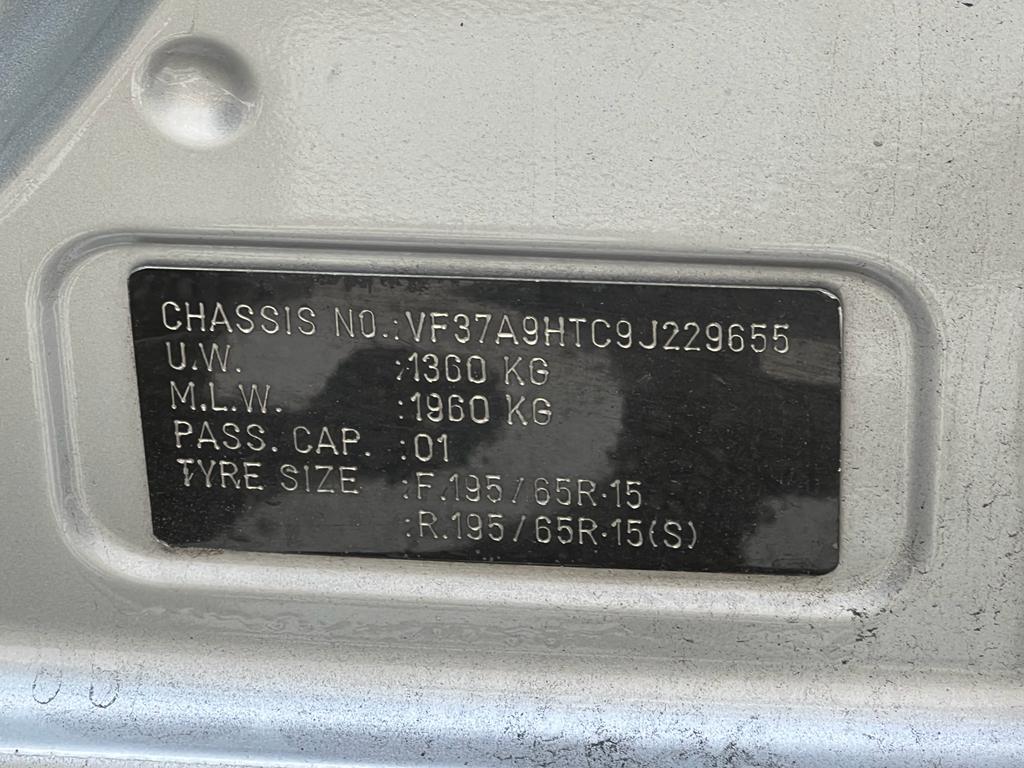 CHASSIS NO.:VF37A9HTC9J229655
U.W. :1360 KG
M.L.W. :1960 KG
PASS. CAP. :01
TYRE SIZE :F.195/65R.15
:R.195/65R.15(S)